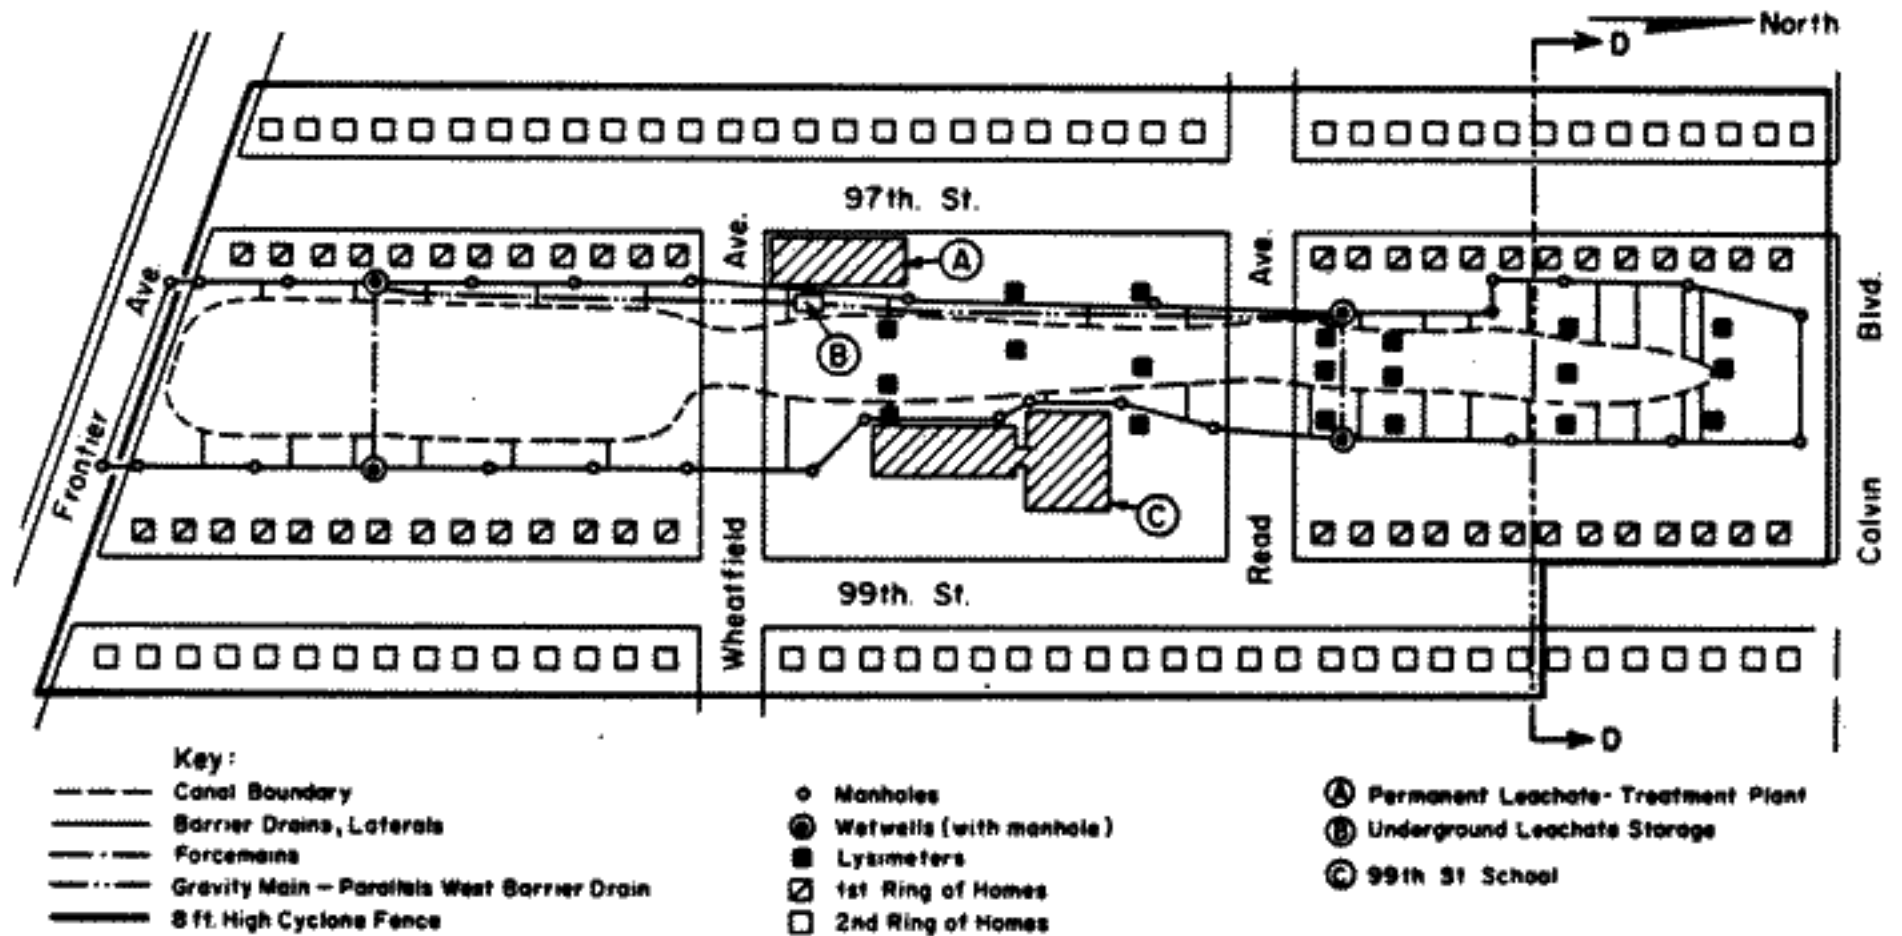 North
D
97th. St.
Ave.
Ave.
Ave.
A
B
C
Blvd.
Frontier
Wheatfield
Read
Colvin
99th. St.
D
Key:
Canal Boundary
Barrier Drains, Laterals
Forcemains
Gravity Main - Parallels West Barrier Drain
8 ft. High Cyclone Fence
Manholes
Wetwells (with manhole)
Lysimeters
1st Ring of Homes
2nd Ring of Homes
A Permanent Leachate-Treatment Plant
B Underground Leachate Storage
C 99th St School